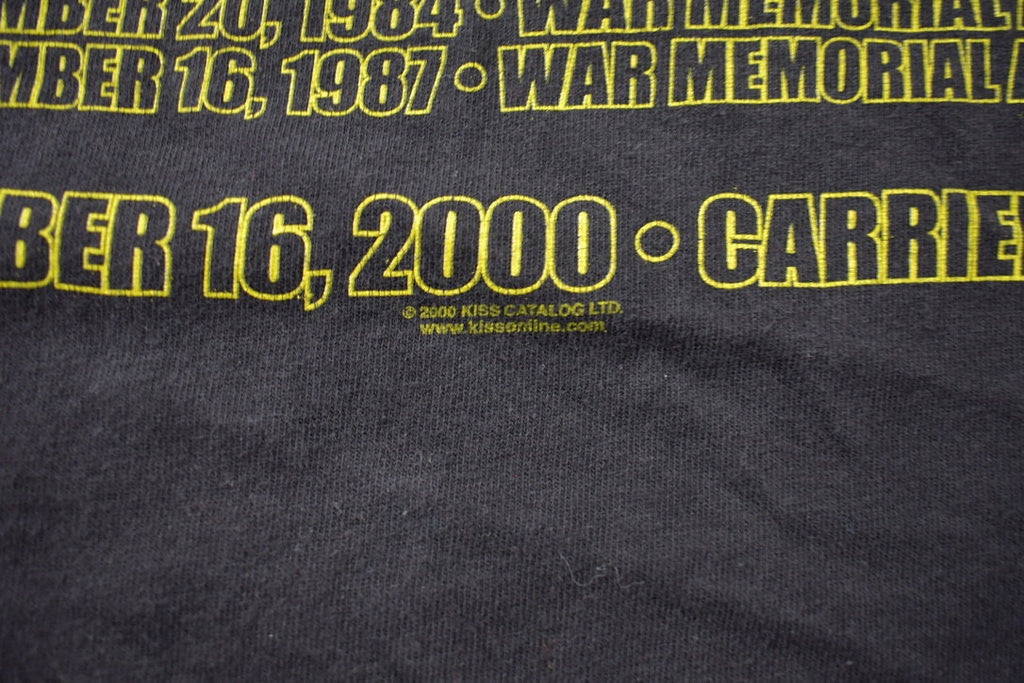 MBER 20, 1984 • WAR MEMORIAL
MBER 16, 1987 • WAR MEMORIAL A
BER 16, 2000 • CARRIE
© 2000 KISS CATALOG LTD.
www.kissonline.com